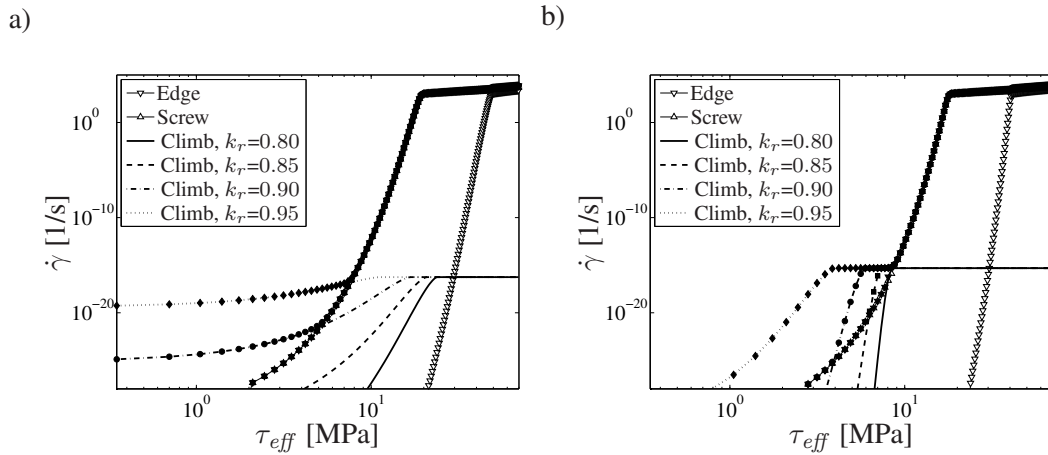 a)
Edge
Screw
Climb, k_r=0.80
Climb, k_r=0.85
Climb, k_r=0.90
Climb, k_r=0.95
10^0
10^{-10}
10^{-20}
γ̇ [1/s]
10^0
10^1
τ_eff [MPa]
b)
Edge
Screw
Climb, k_r=0.80
Climb, k_r=0.85
Climb, k_r=0.90
Climb, k_r=0.95
10^0
10^{-10}
10^{-20}
γ̇ [1/s]
10^0
10^1
τ_eff [MPa]